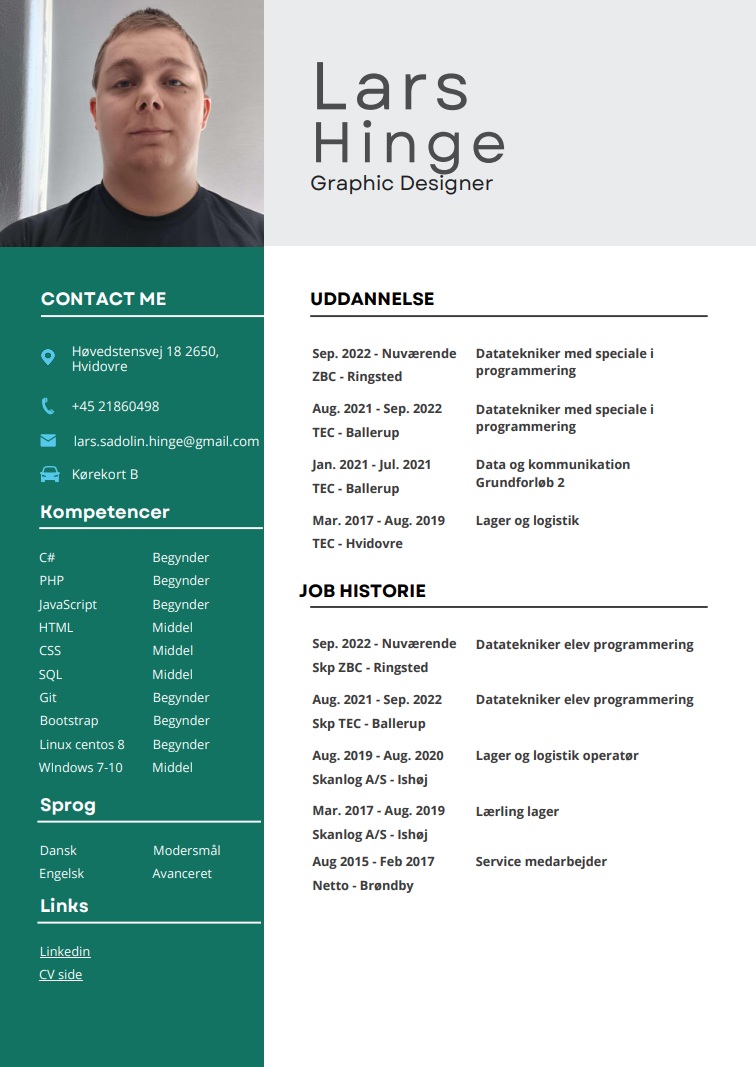 Lars
Hinge
Graphic Designer
CONTACT ME
Høvedstensvej 18 2650,
Hvidovre
+45 21860498
lars.sadolin.hinge@gmail.com
Kørekort B
Kompetencer
C# Begynder
PHP Begynder
JavaScript Begynder
HTML Middel
CSS Middel
SQL Middel
Git Begynder
Bootstrap Begynder
Linux centos 8 Begynder
WIndows 7-10 Middel
Sprog
Dansk Modersmål
Engelsk Avanceret
Links
Linkedin
CV side
UDDANNELSE
Sep. 2022 - Nuværende Datatekniker med speciale i
programmering
ZBC - Ringsted
Aug. 2021 - Sep. 2022 Datatekniker med speciale i
programmering
TEC - Ballerup
Jan. 2021 - Jul. 2021 Data og kommunikation
Grundforløb 2
TEC - Ballerup
Mar. 2017 - Aug. 2019 Lager og logistik
TEC - Hvidovre
JOB HISTORIE
Sep. 2022 - Nuværende Datatekniker elev programmering
Skp ZBC - Ringsted
Aug. 2021 - Sep. 2022 Datatekniker elev programmering
Skp TEC - Ballerup
Aug. 2019 - Aug. 2020 Lager og logistik operatør
Skanlog A/S - Ishøj
Mar. 2017 - Aug. 2019 Lærling lager
Skanlog A/S - Ishøj
Aug 2015 - Feb 2017 Service medarbejder
Netto - Brøndby